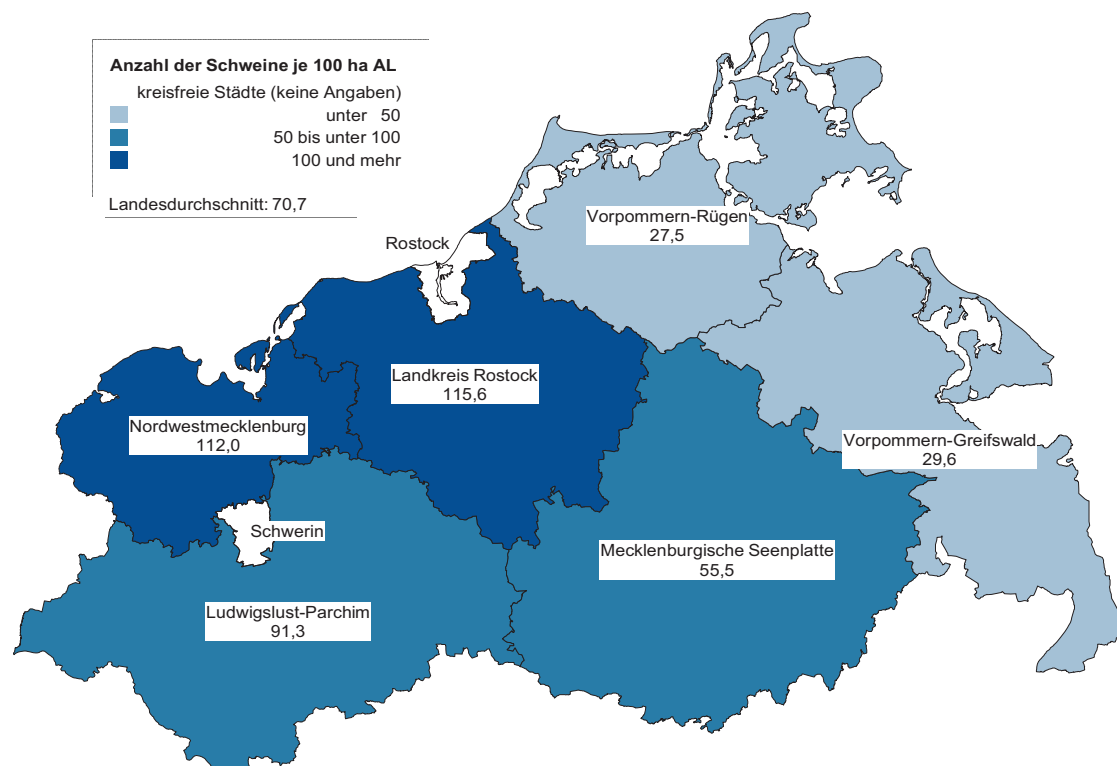 Anzahl der Schweine je 100 ha AL
kreisfreie Städte (keine Angaben)
unter 50
50 bis unter 100
100 und mehr
Landesdurchschnitt: 70,7
Vorpommern-Rügen
27,5
Rostock
Landkreis Rostock
115,6
Nordwestmecklenburg
112,0
Vorpommern-Greifswald
29,6
Schwerin
Mecklenburgische Seenplatte
55,5
Ludwigslust-Parchim
91,3